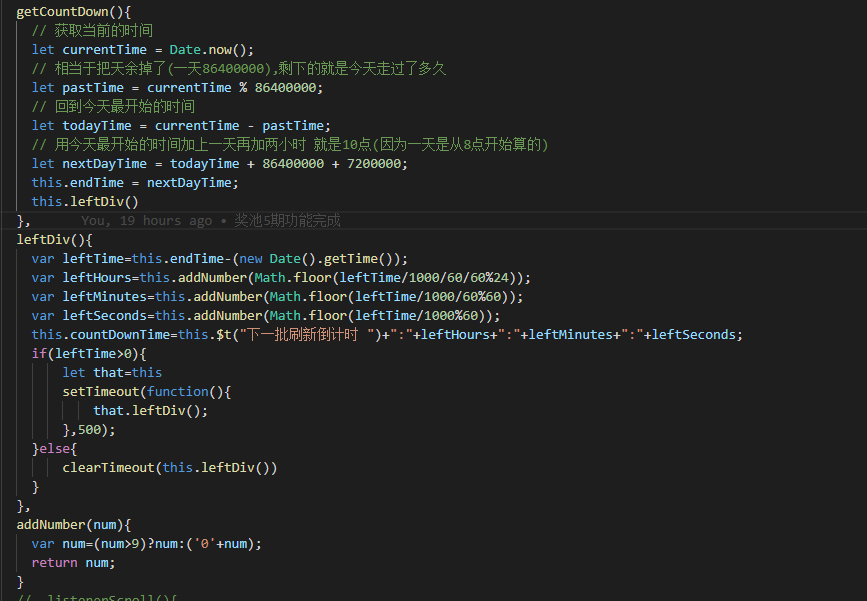 getCountDown(){
// 获取当前的时间
let currentTime = Date.now();
// 相当于把天余掉了(一天86400000),剩下的就是今天走过了多久
let pastTime = currentTime % 86400000;
// 回到今天最开始的时间
let todayTime = currentTime - pastTime;
// 用今天最开始的时间加上一天再加两小时 就是10点(因为一天是从8点开始算的)
let nextDayTime = todayTime + 86400000 + 7200000;
this.endTime = nextDayTime;
this.leftDiv()
}, You, 19 hours ago • 奖池5期功能完成
leftDiv(){
var leftTime=this.endTime-(new Date().getTime());
var leftHours=this.addNumber(Math.floor(leftTime/1000/60/60%24));
var leftMinutes=this.addNumber(Math.floor(leftTime/1000/60%60));
var leftSeconds=this.addNumber(Math.floor(leftTime/1000%60));
this.countDownTime=this.$t("下一批刷新倒计时 ")+":"+leftHours+":"+leftMinutes+":"+leftSeconds;
if(leftTime>0){
let that=this
setTimeout(function(){
that.leftDiv();
},500);
}else{
clearTimeout(this.leftDiv())
}
},
addNumber(num){
var num=(num>9)?num:('0'+num);
return num;
}
// listenerScroll(){